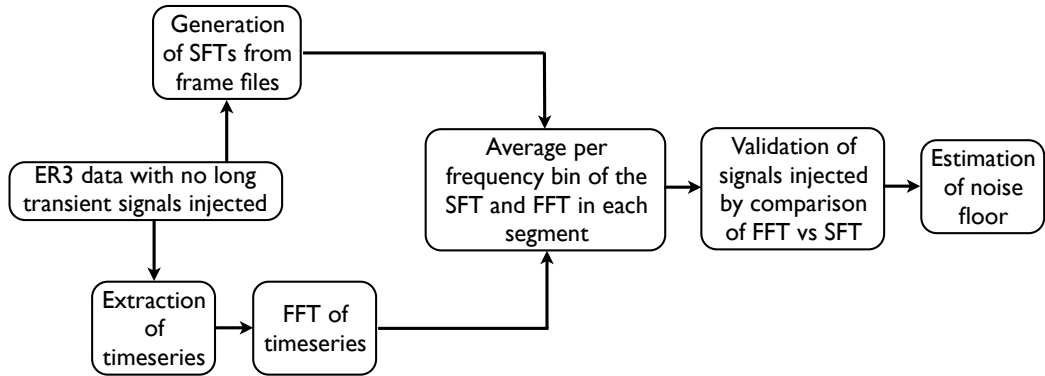 Generation
of SFTs from
frame files
ER3 data with no long
transient signals injected
Extraction
of
timeseries
FFT of
timeseries
Average per
frequency bin of the
SFT and FFT in each
segment
Validation of
signals injected
by comparison
of FFT vs SFT
Estimation
of noise
floor